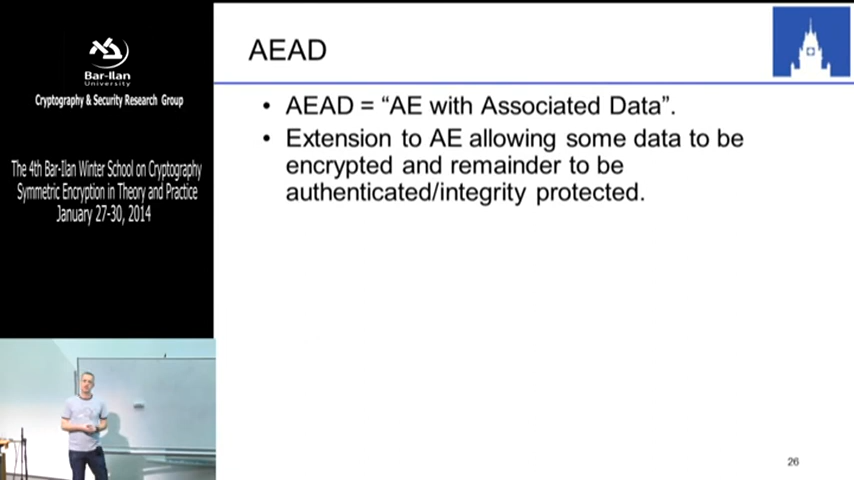 Bar-Ilan
University
Cryptography & Security Research Group
The 4th Bar-Ilan Winter School on Cryptography
Symmetric Encryption in Theory and Practice
January 27-30, 2014
AEAD
• AEAD = “AE with Associated Data”.
• Extension to AE allowing some data to be
encrypted and remainder to be
authenticated/integrity protected.
26